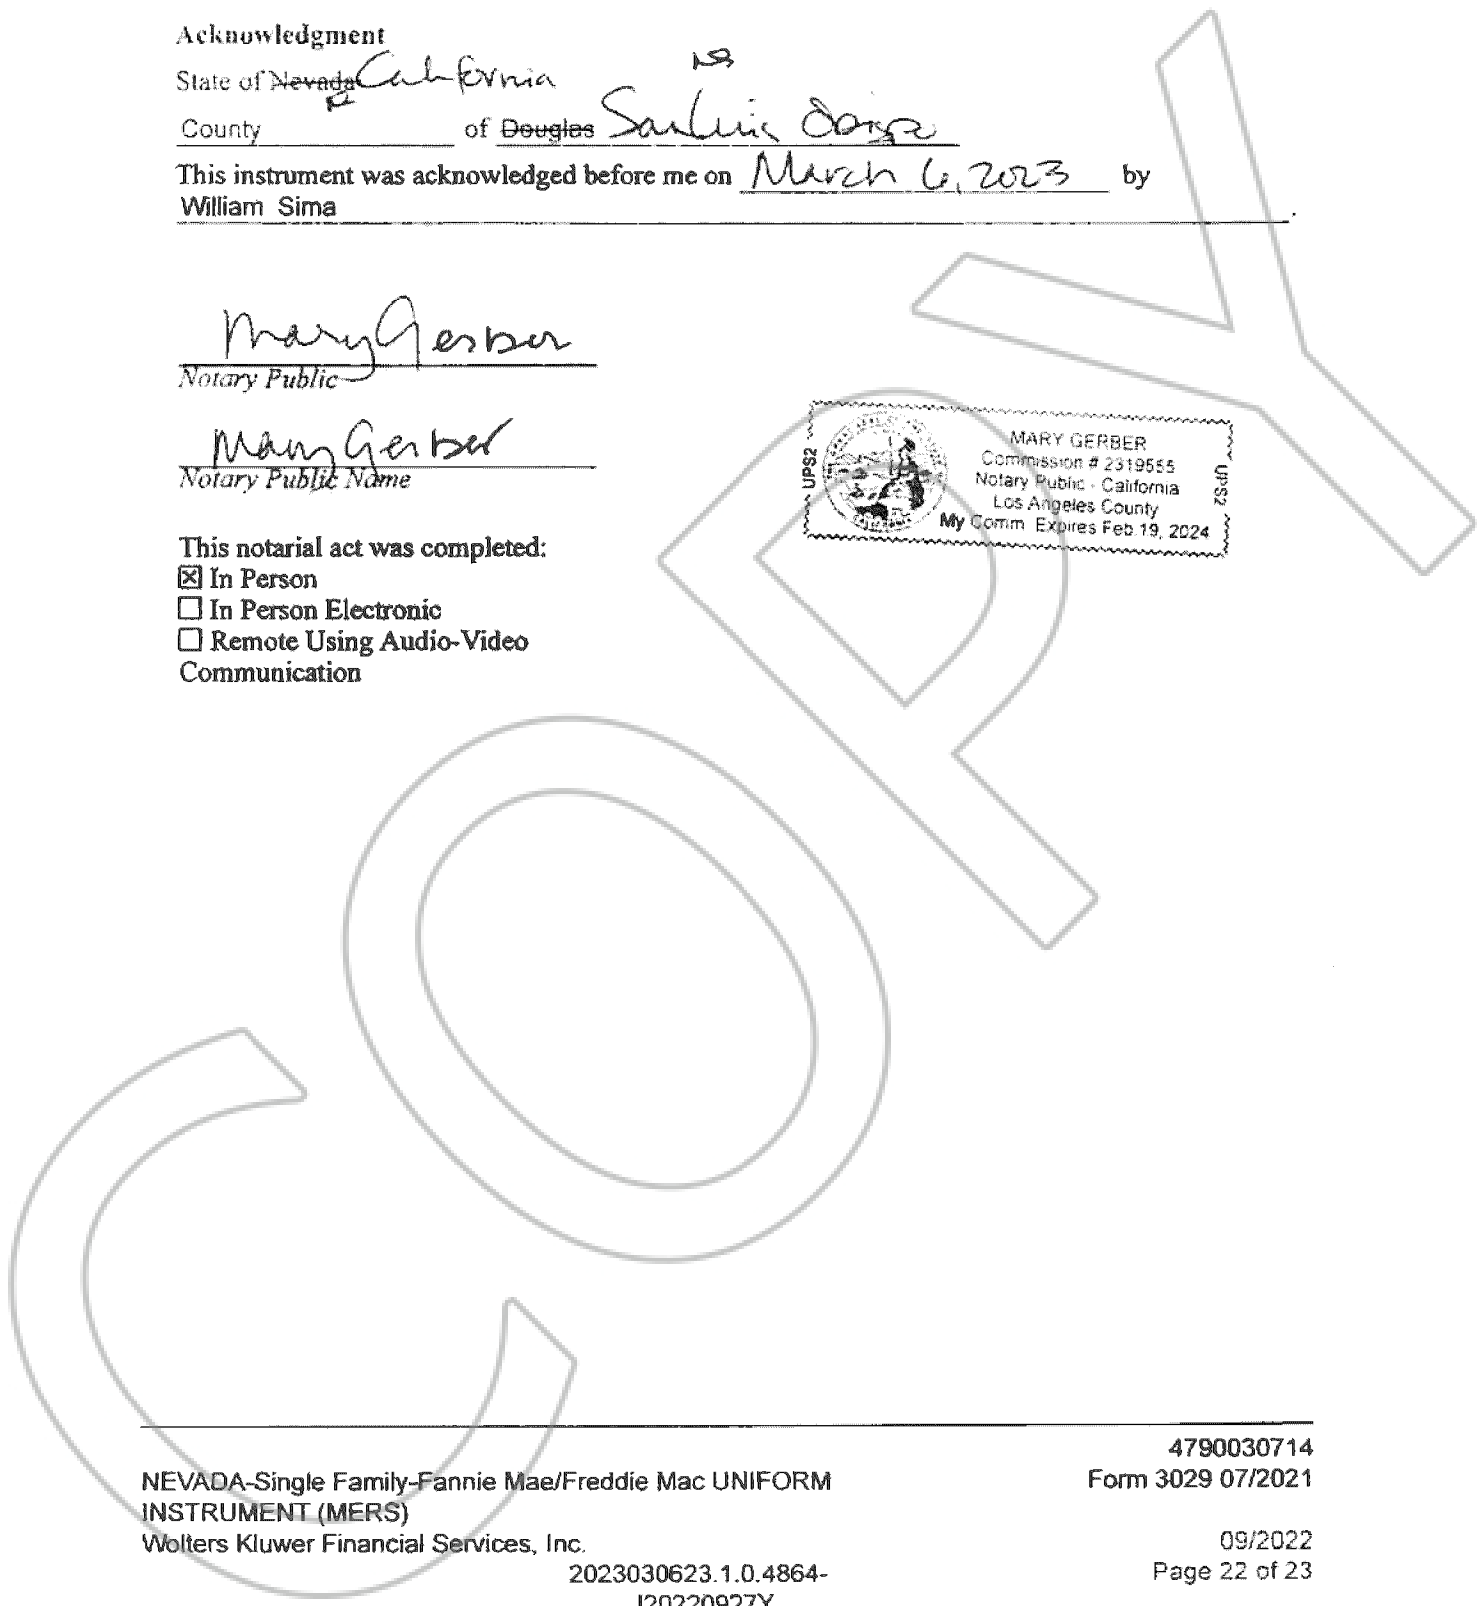 Acknowledgment
State of Nevada California
County of Douglas San Luis Obispo
This instrument was acknowledged before me on March 6, 2023 by
William Sima
Mary Gerber
Notary Public
Mary Gerber
Notary Public Name
UPS2
MARY GERBER
Commission # 2319555
Notary Public - California
Los Angeles County
My Comm. Expires Feb 19, 2024
UPS2
This notarial act was completed:
☒ In Person
☐ In Person Electronic
☐ Remote Using Audio-Video
Communication
COPY
4790030714
NEVADA-Single Family-Fannie Mae/Freddie Mac UNIFORM Form 3029 07/2021
INSTRUMENT (MERS)
Wolters Kluwer Financial Services, Inc. 09/2022
2023030623.1.0.4864- Page 22 of 23
J20220927Y